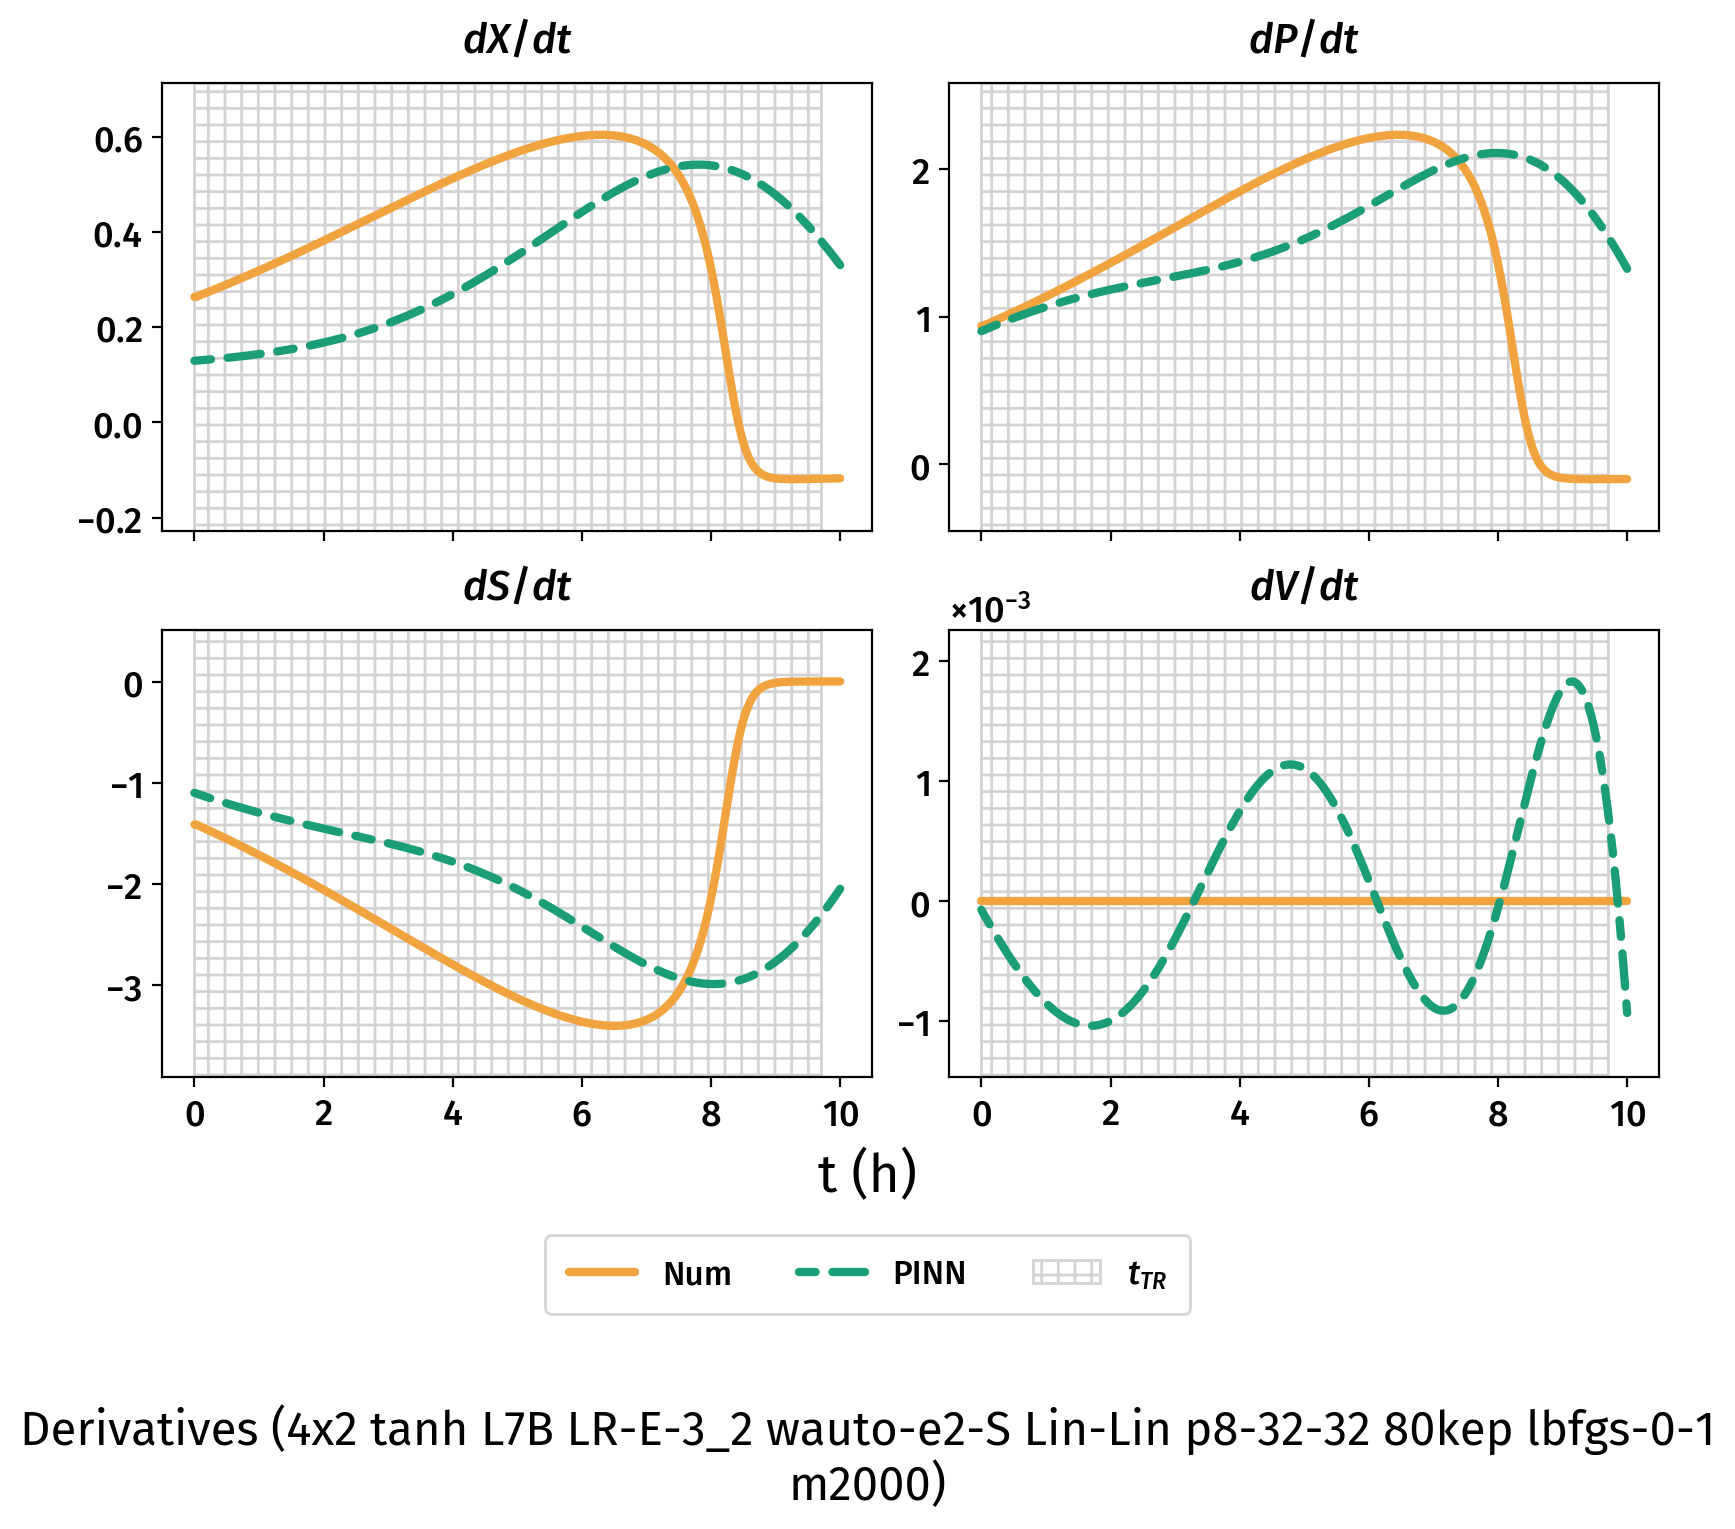 dX/dt
dP/dt
0.6
0.4
0.2
0.0
−0.2
2
1
0
dS/dt
dV/dt
×10⁻³
0
−1
−2
−3
2
1
0
−1
0 2 4 6 8 10
0 2 4 6 8 10
t (h)
Num PINN t_TR
Derivatives (4x2 tanh L7B LR-E-3_2 wauto-e2-S Lin-Lin p8-32-32 80kep lbfgs-0-1
m2000)